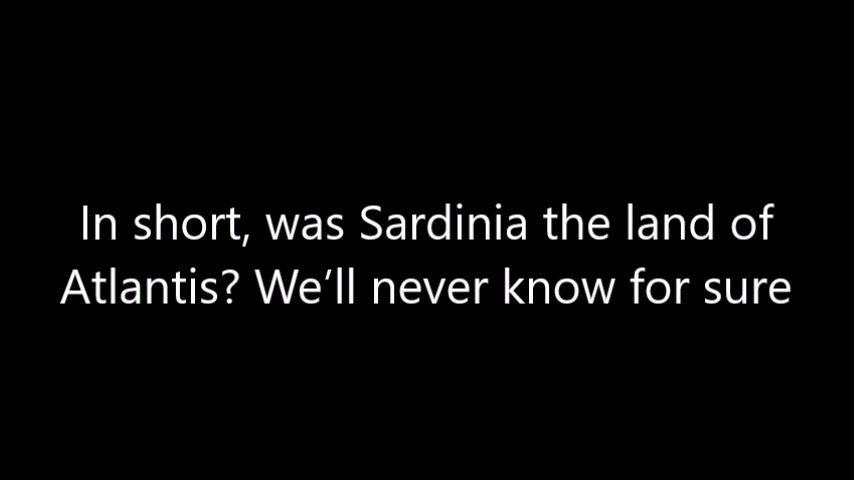 In short, was Sardinia the land of
Atlantis? We’ll never know for sure